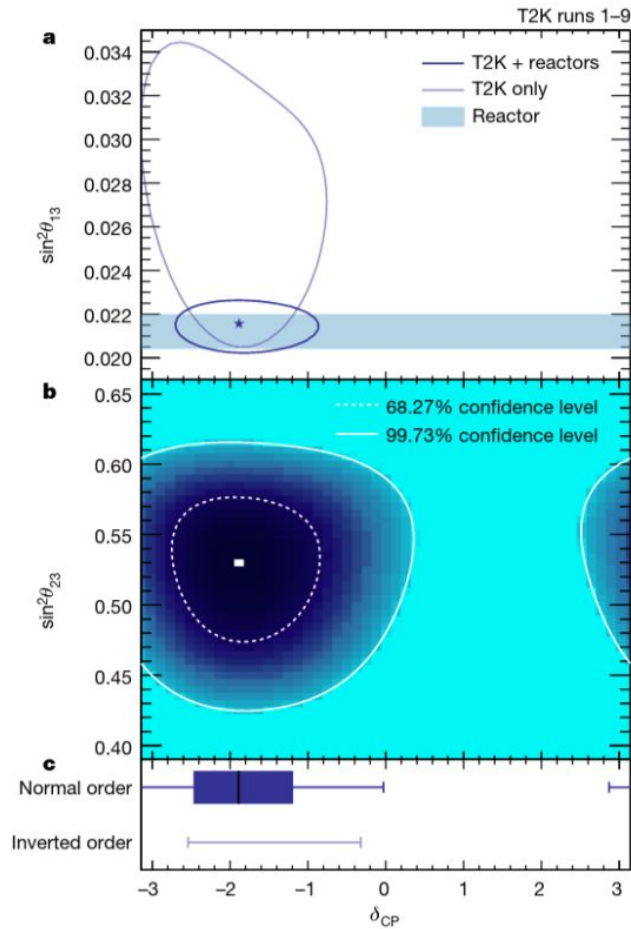 T2K runs 1–9
a
T2K + reactors
T2K only
Reactor
0.034
0.032
0.030
0.028
0.026
0.024
0.022
0.020
sin²θ₁₃
b
68.27% confidence level
99.73% confidence level
0.65
0.60
0.55
0.50
0.45
0.40
sin²θ₂₃
c
Normal order
Inverted order
−3 −2 −1 0 1 2 3
δCP